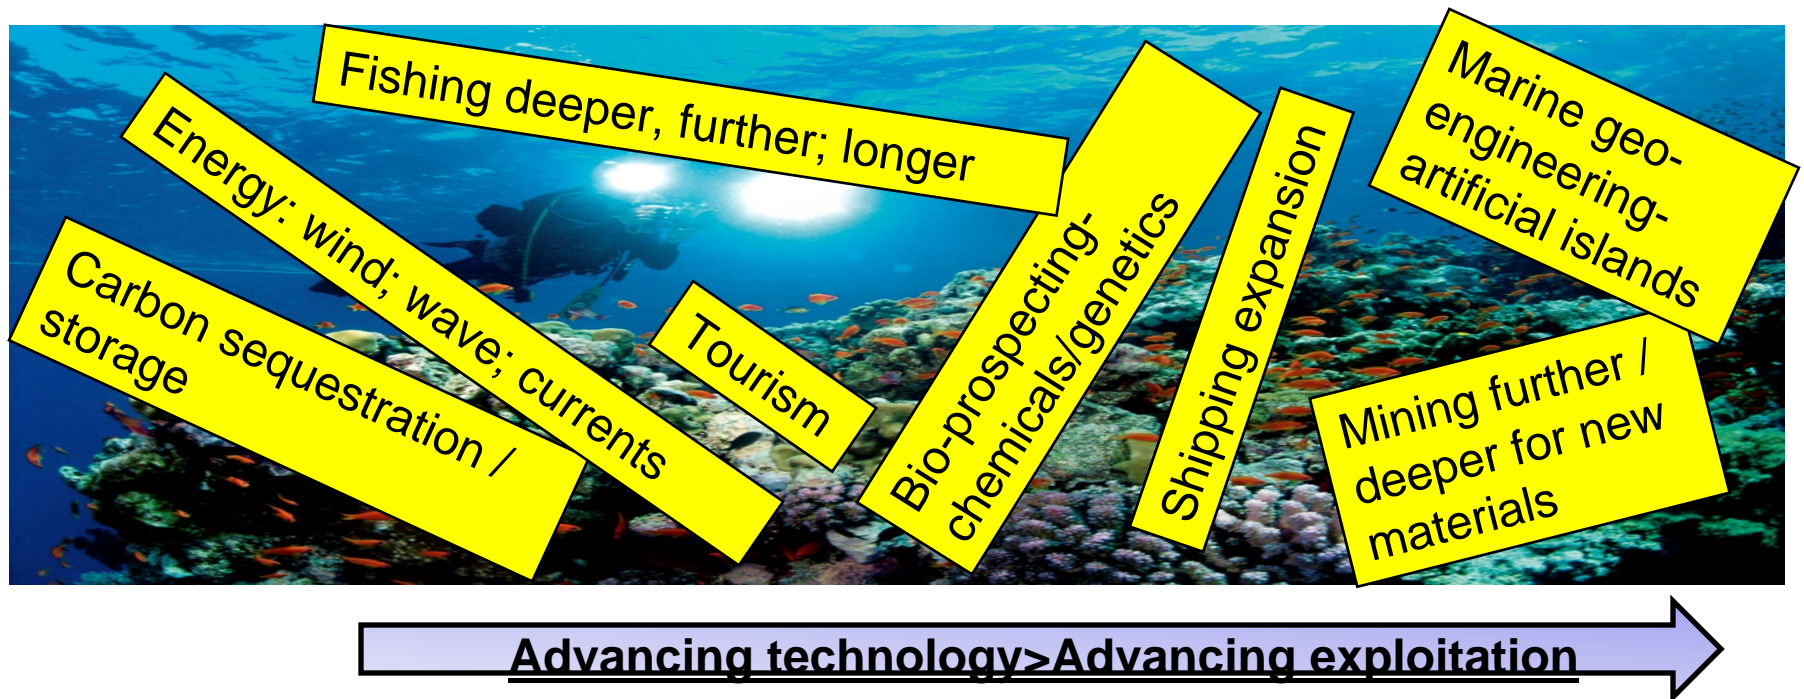 Fishing deeper, further; longer
Energy: wind; wave; currents
Carbon sequestration /
storage
Tourism
Bio-prospecting-
chemicals/genetics
Shipping expansion
Marine geo-
engineering-
artificial islands
Mining further /
deeper for new
materials
Advancing technology>Advancing exploitation